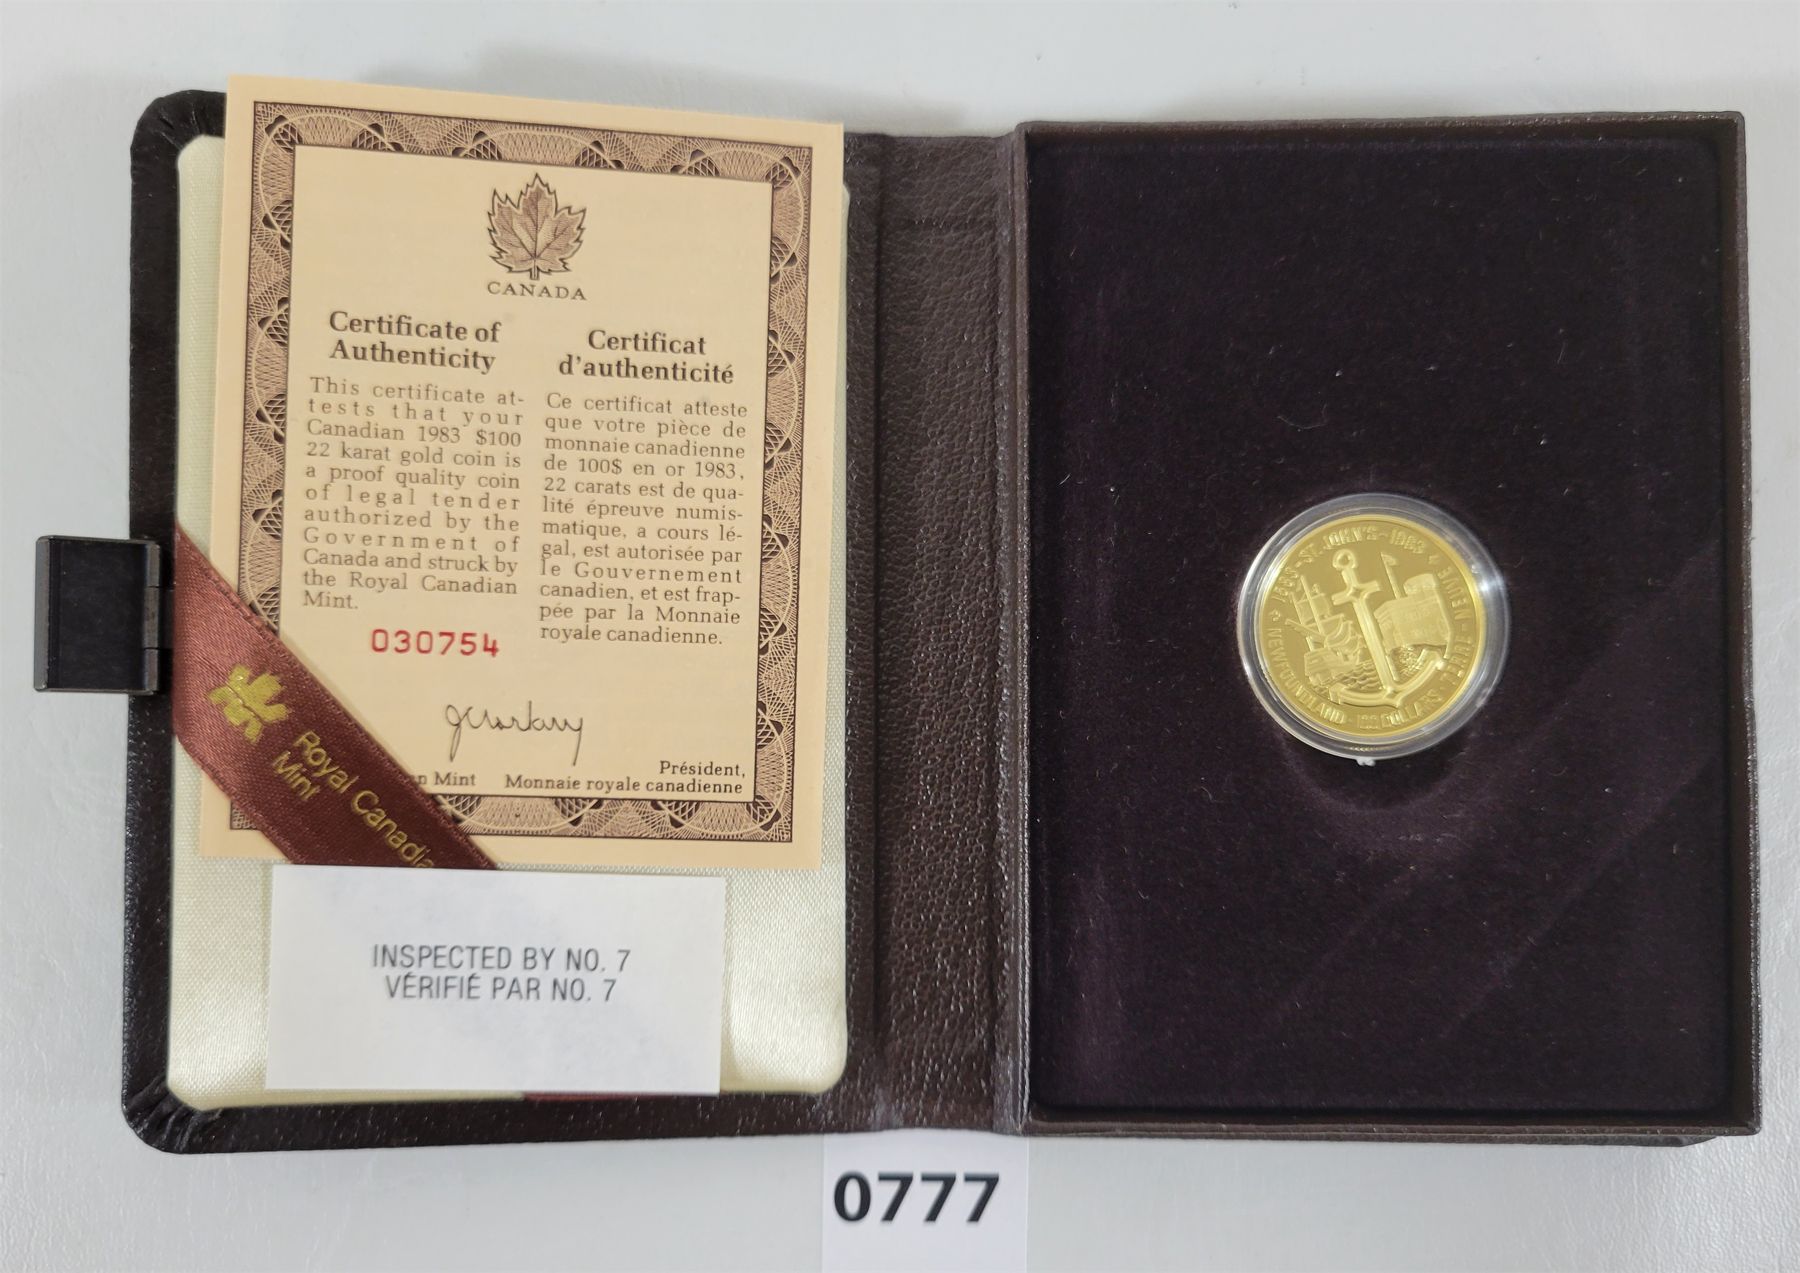 CANADA
Certificate of
Authenticity
This certificate at-
tests that your
Canadian 1983 $100
22 karat gold coin is
a proof quality coin
of legal tender
authorized by the
Government of
Canada and struck by
the Royal Canadian
Mint.
030754
Certificat
d'authenticité
Ce certificat atteste
que votre pièce de
monnaie canadienne
de 100$ en or 1983,
22 carats est de qua-
lité épreuve numis-
matique, a cours lé-
gal, est autorisée par
le Gouvernement
canadien, et est frap-
pée par la Monnaie
royale canadienne.
Mint
Président,
Monnaie royale canadienne
Royal Canadia
Mint
INSPECTED BY NO. 7
VÉRIFIÉ PAR NO. 7
ST. JOHN'S - 1983
NEWFOUNDLAND - 100 DOLLARS - TERRE-NEUVE
0777